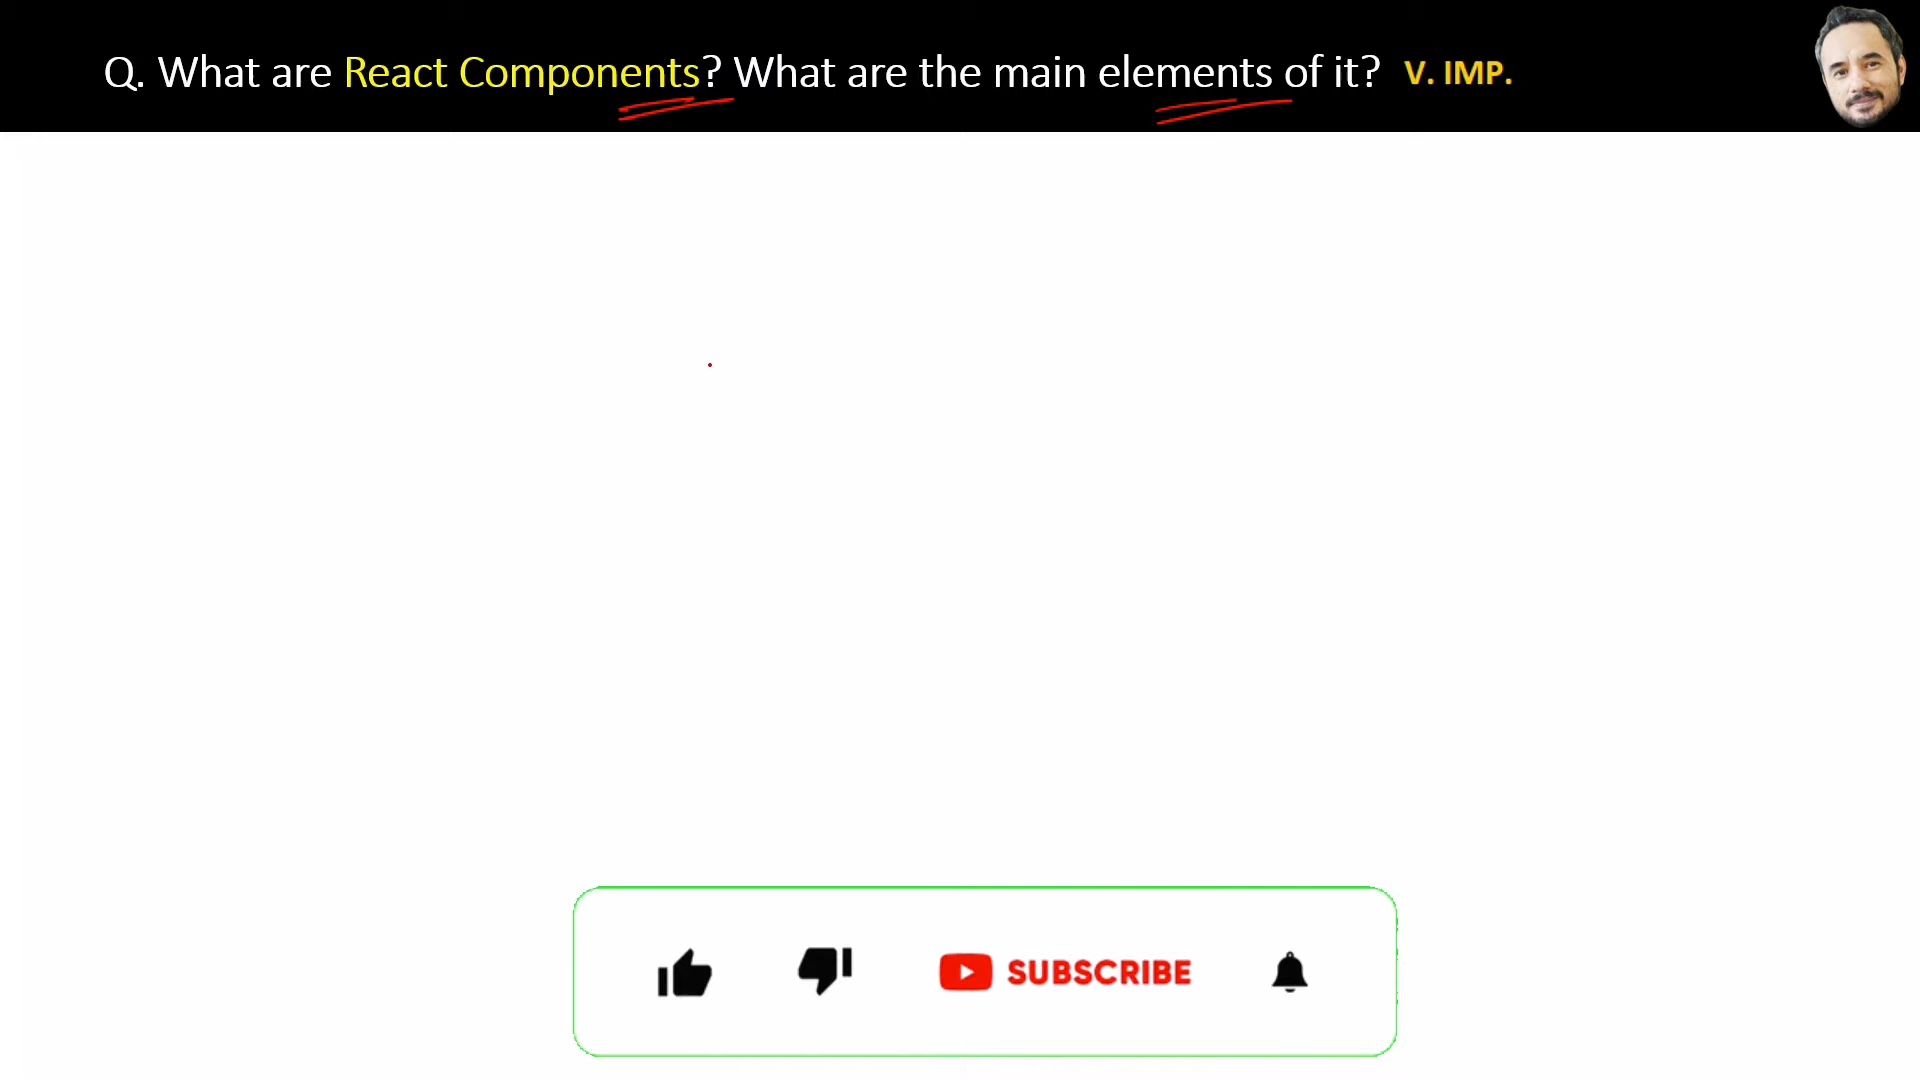 Q. What are React Components? What are the main elements of it? V. IMP.
SUBSCRIBE